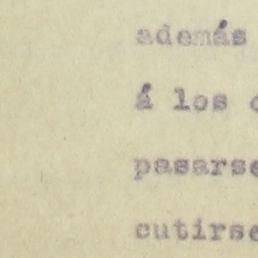 además
á los
pasarse
cutirse